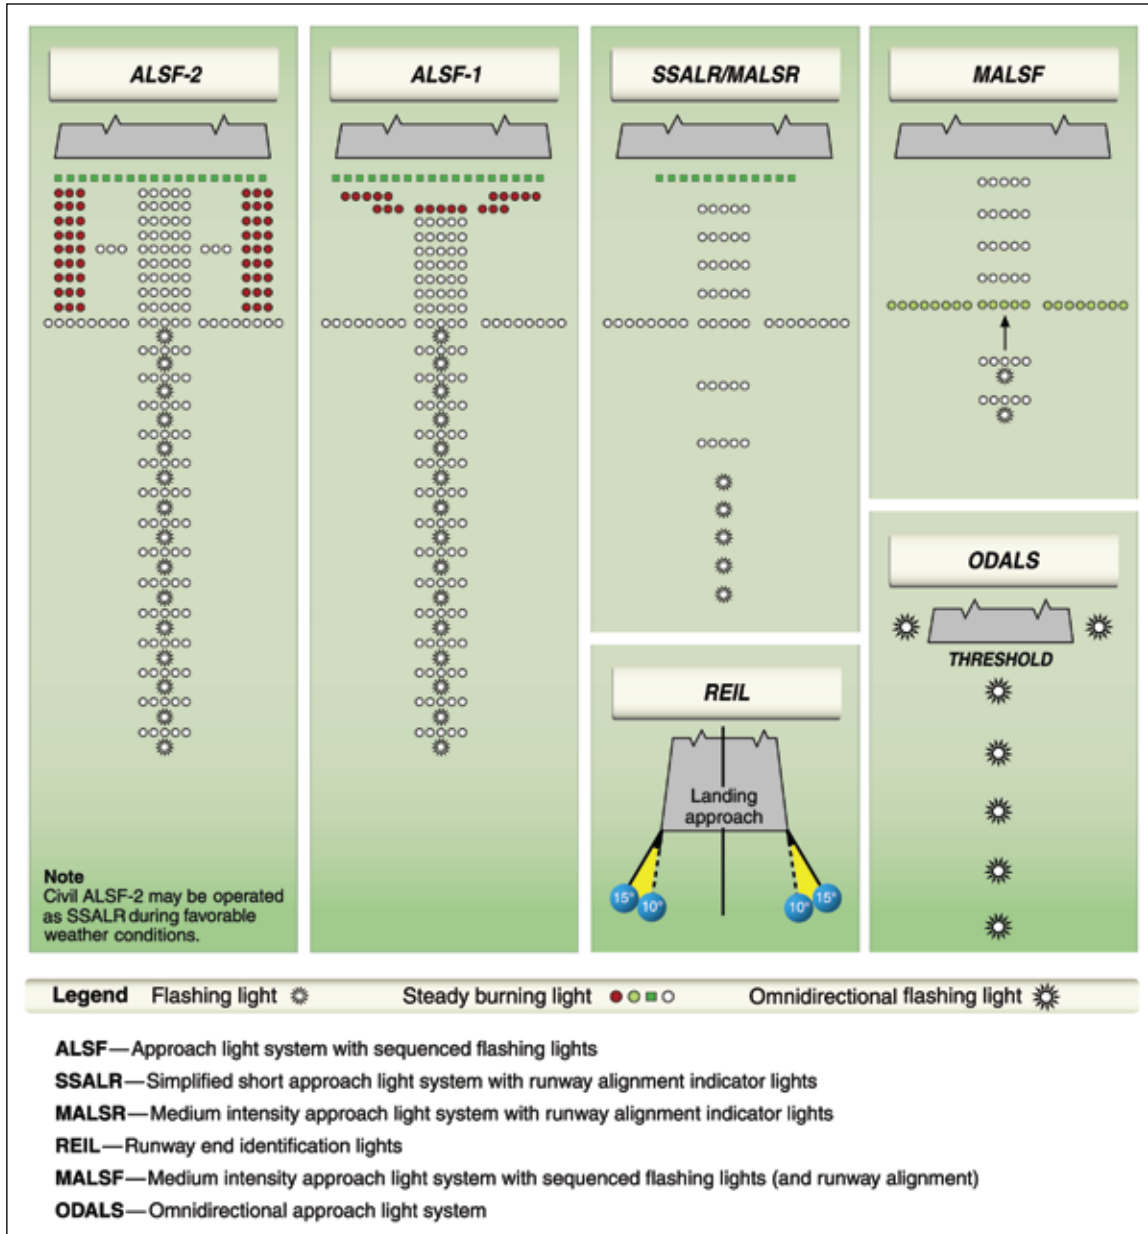 ALSF-2
ALSF-1
SSALR/MALSR
MALSF
ODALS
THRESHOLD
REIL
Landing
approach
15°
10°
10°
15°
Note
Civil ALSF-2 may be operated
as SSALR during favorable
weather conditions.
Legend Flashing light Steady burning light Omnidirectional flashing light
ALSF—Approach light system with sequenced flashing lights
SSALR—Simplified short approach light system with runway alignment indicator lights
MALSR—Medium intensity approach light system with runway alignment indicator lights
REIL—Runway end identification lights
MALSF—Medium intensity approach light system with sequenced flashing lights (and runway alignment)
ODALS—Omnidirectional approach light system